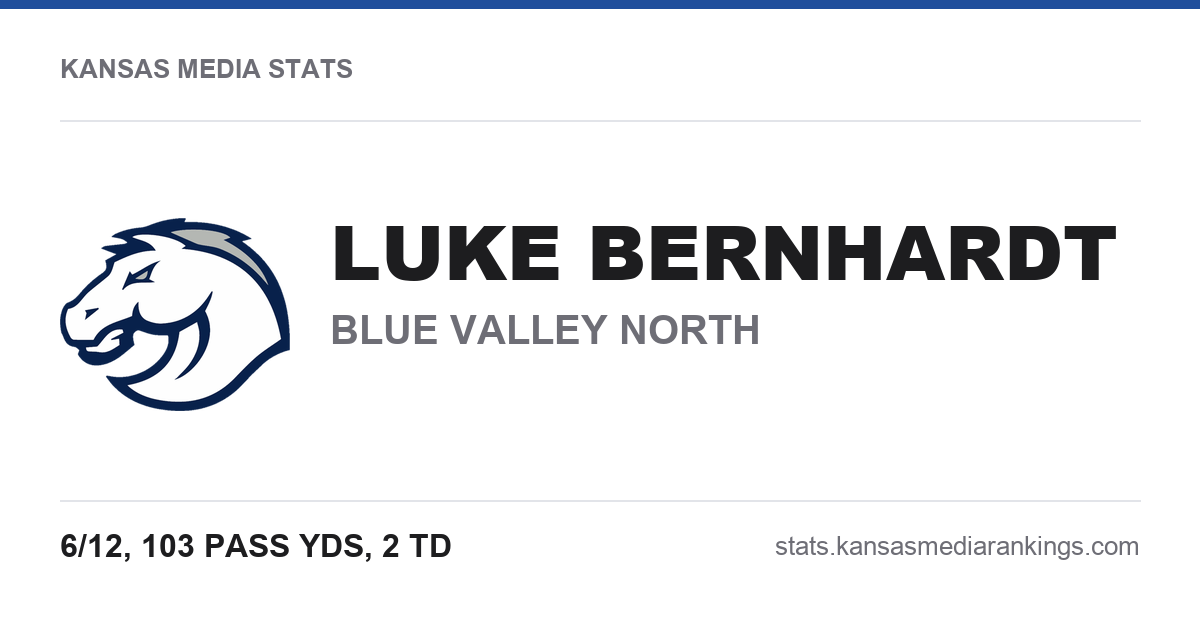 KANSAS MEDIA STATS
LUKE BERNHARDT
BLUE VALLEY NORTH
6/12, 103 PASS YDS, 2 TD
stats.kansasmediarankings.com